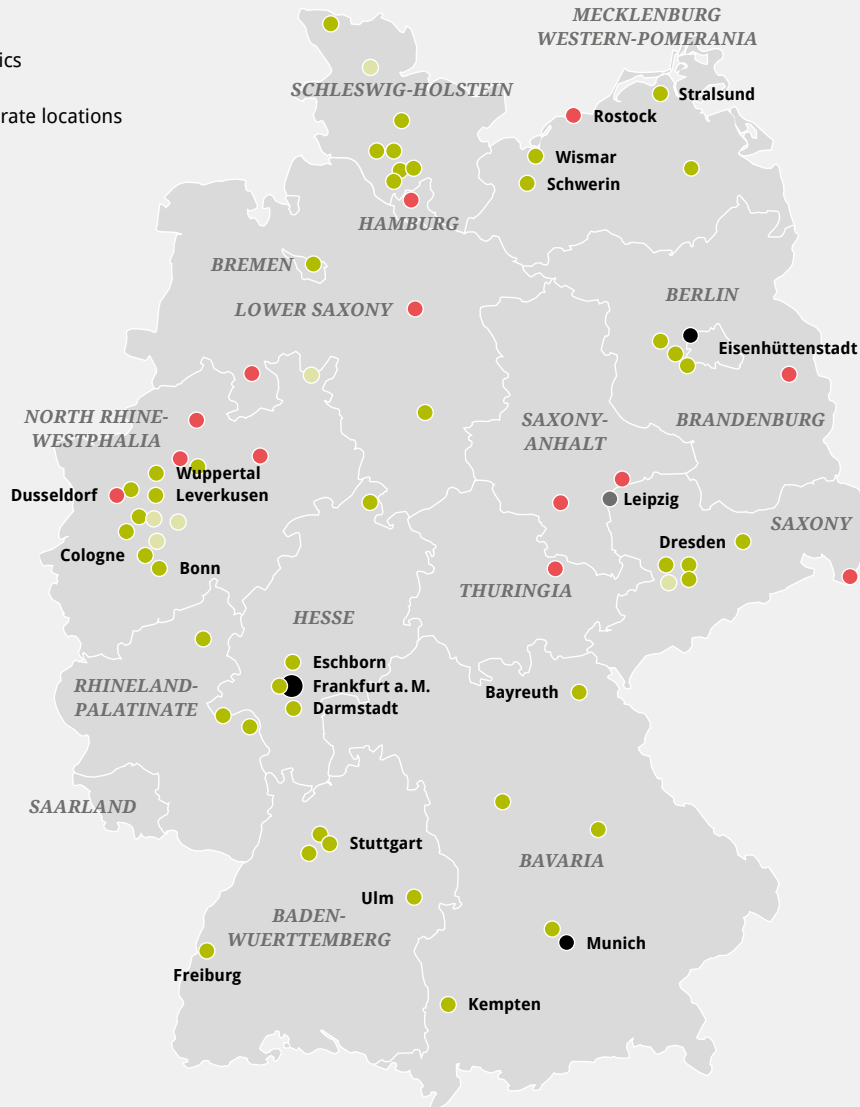 MECKLENBURG
WESTERN-POMERANIA
ics
SCHLESWIG-HOLSTEIN
Stralsund
rate locations
Rostock
Wismar
Schwerin
HAMBURG
BREMEN
BERLIN
LOWER SAXONY
Eisenhüttenstadt
NORTH RHINE-
WESTPHALIA
SAXONY-
ANHALT
BRANDENBURG
Wuppertal
Dusseldorf
Leverkusen
Leipzig
SAXONY
Cologne
Dresden
Bonn
THURINGIA
HESSE
Eschborn
RHINELAND-
PALATINATE
Frankfurt a. M.
Bayreuth
Darmstadt
SAARLAND
Stuttgart
BAVARIA
Ulm
BADEN-
WUERTTEMBERG
Munich
Freiburg
Kempten